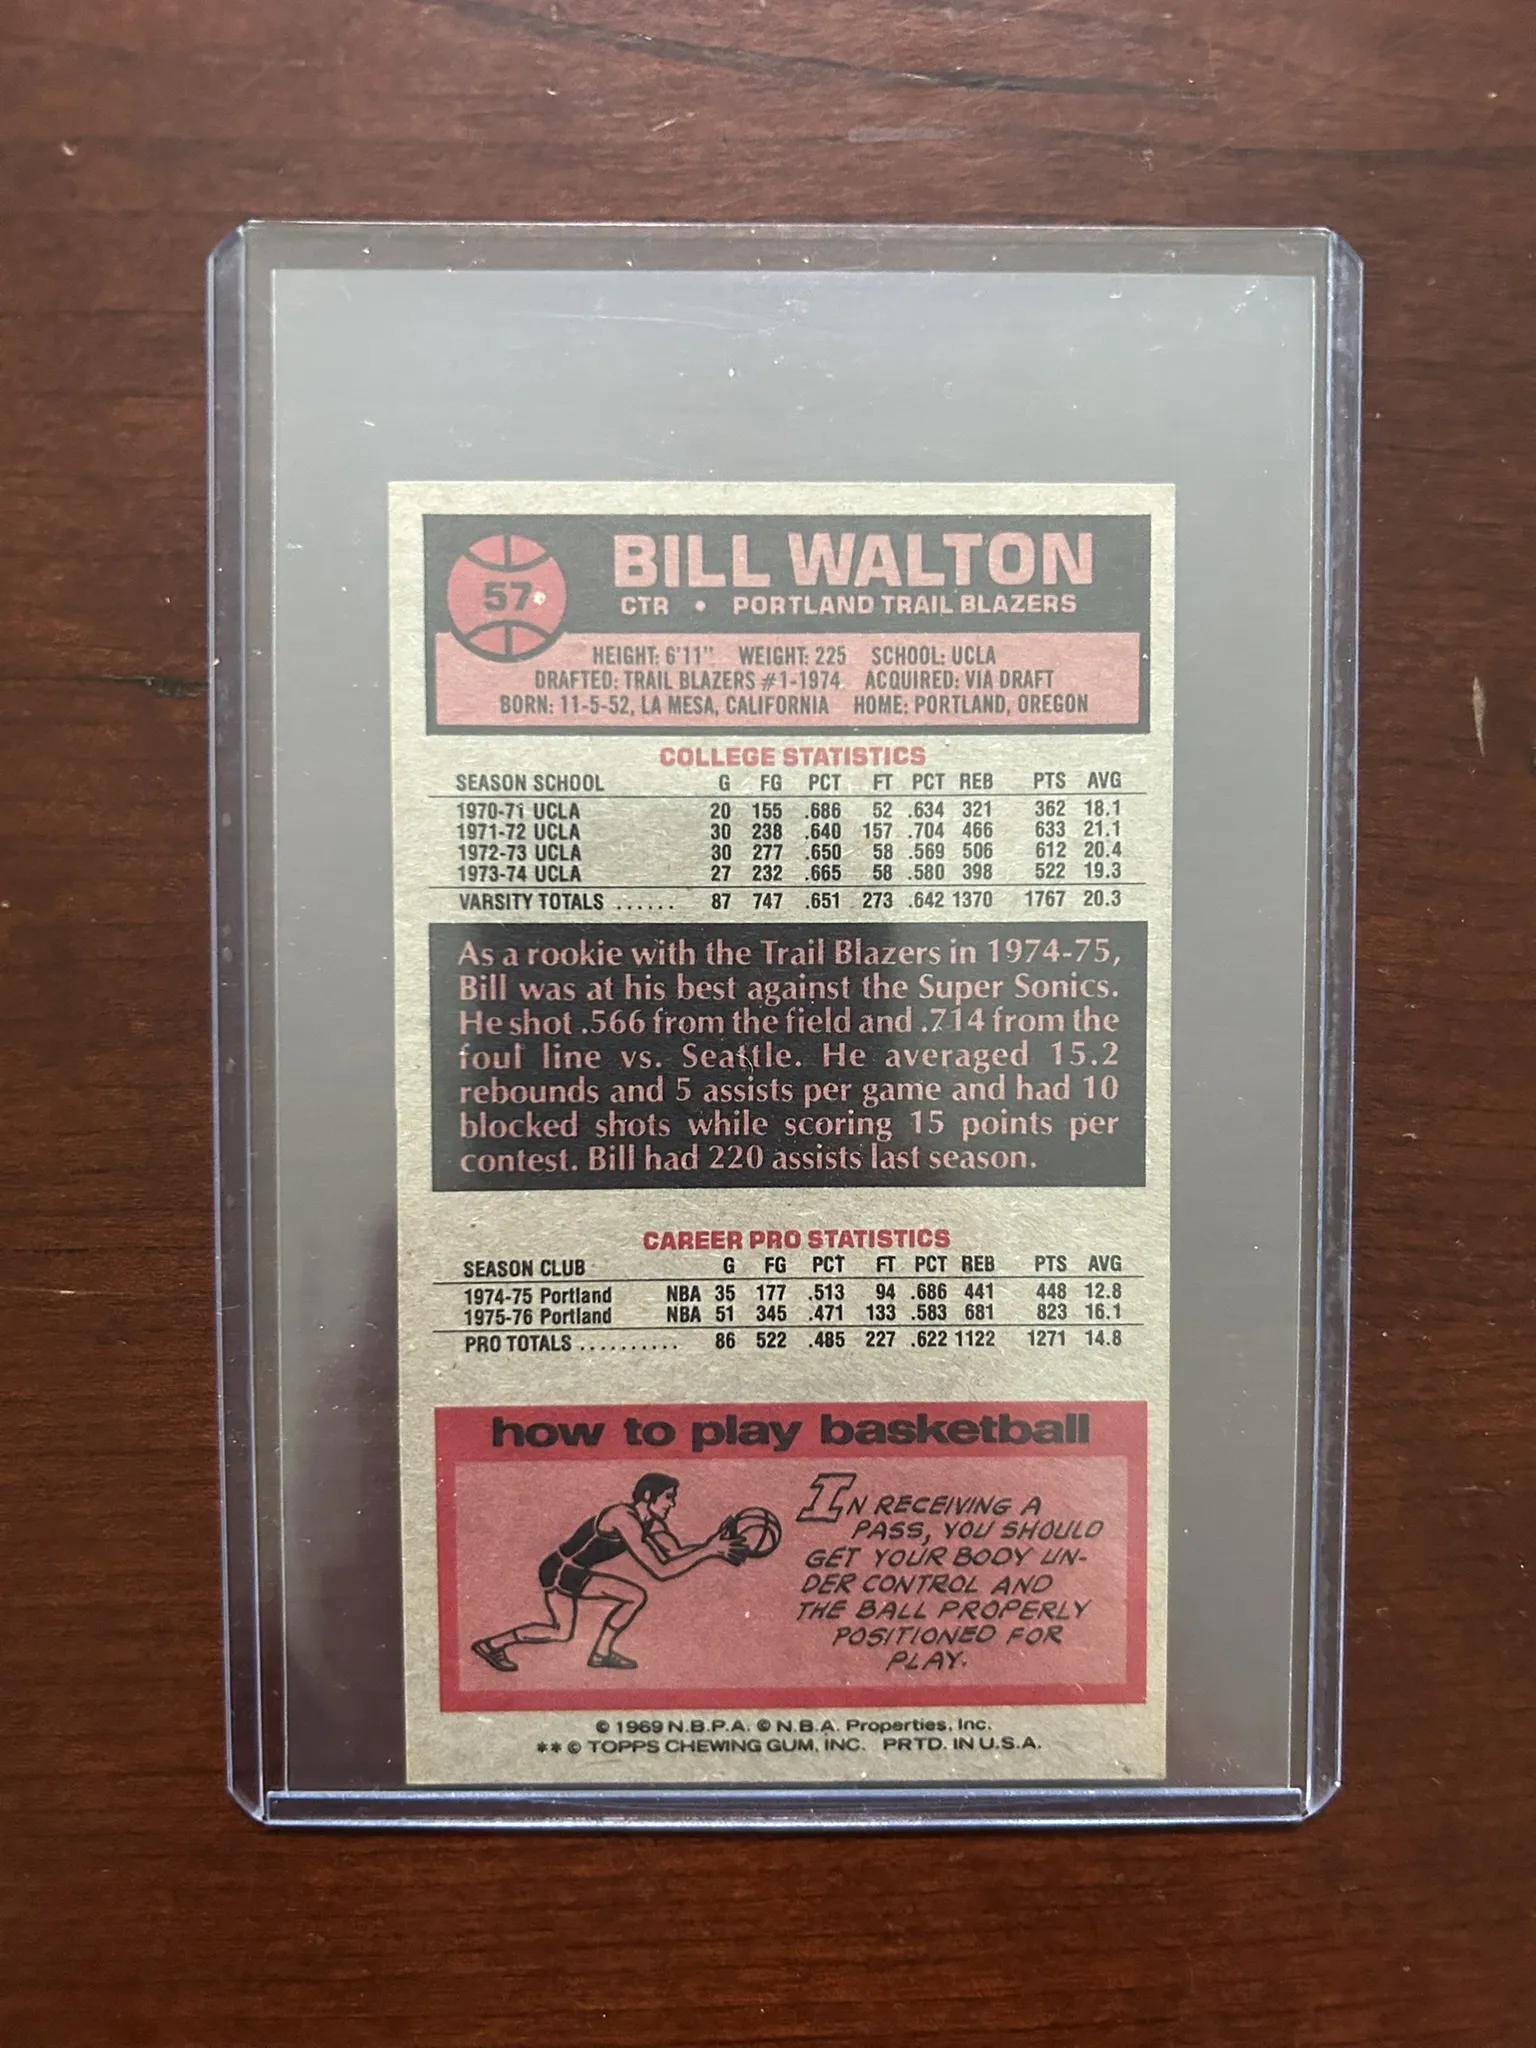 57
BILL WALTON
CTR • PORTLAND TRAIL BLAZERS
HEIGHT: 6'11" WEIGHT: 225 SCHOOL: UCLA
DRAFTED: TRAIL BLAZERS #1-1974 ACQUIRED: VIA DRAFT
BORN: 11-5-52, LA MESA, CALIFORNIA HOME: PORTLAND, OREGON
COLLEGE STATISTICS
SEASON SCHOOL G FG PCT FT PCT REB PTS AVG
1970-71 UCLA 20 155 .686 52 .634 321 362 18.1
1971-72 UCLA 30 238 .640 157 .704 466 633 21.1
1972-73 UCLA 30 277 .650 58 .569 506 612 20.4
1973-74 UCLA 27 232 .665 58 .580 398 522 19.3
VARSITY TOTALS ...... 87 747 .651 273 .642 1370 1767 20.3
As a rookie with the Trail Blazers in 1974-75,
Bill was at his best against the Super Sonics.
He shot .566 from the field and .714 from the
foul line vs. Seattle. He averaged 15.2
rebounds and 5 assists per game and had 10
blocked shots while scoring 15 points per
contest. Bill had 220 assists last season.
CAREER PRO STATISTICS
SEASON CLUB G FG PCT FT PCT REB PTS AVG
1974-75 Portland NBA 35 177 .513 94 .686 441 448 12.8
1975-76 Portland NBA 51 345 .471 133 .583 681 823 16.1
PRO TOTALS .......... 86 522 .485 227 .622 1122 1271 14.8
how to play basketball
IN RECEIVING A
PASS, YOU SHOULD
GET YOUR BODY UN-
DER CONTROL AND
THE BALL PROPERLY
POSITIONED FOR
PLAY.
© 1969 N.B.P.A. © N.B.A. Properties, Inc.
** © TOPPS CHEWING GUM, INC. PRTD. IN U.S.A.